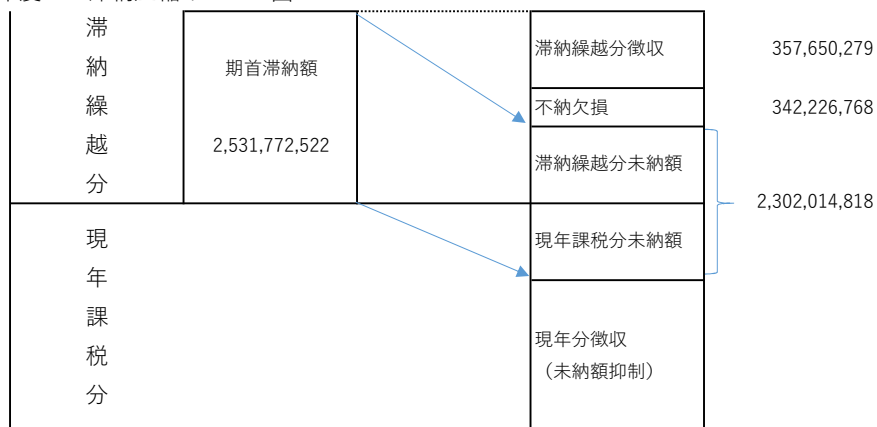 滞納繰越分
期首滞納額
2,531,772,522
滞納繰越分徴収
357,650,279
不納欠損
342,226,768
滞納繰越分未納額
2,302,014,818
現年課税分
現年課税分未納額
現年分徴収
（未納額抑制）